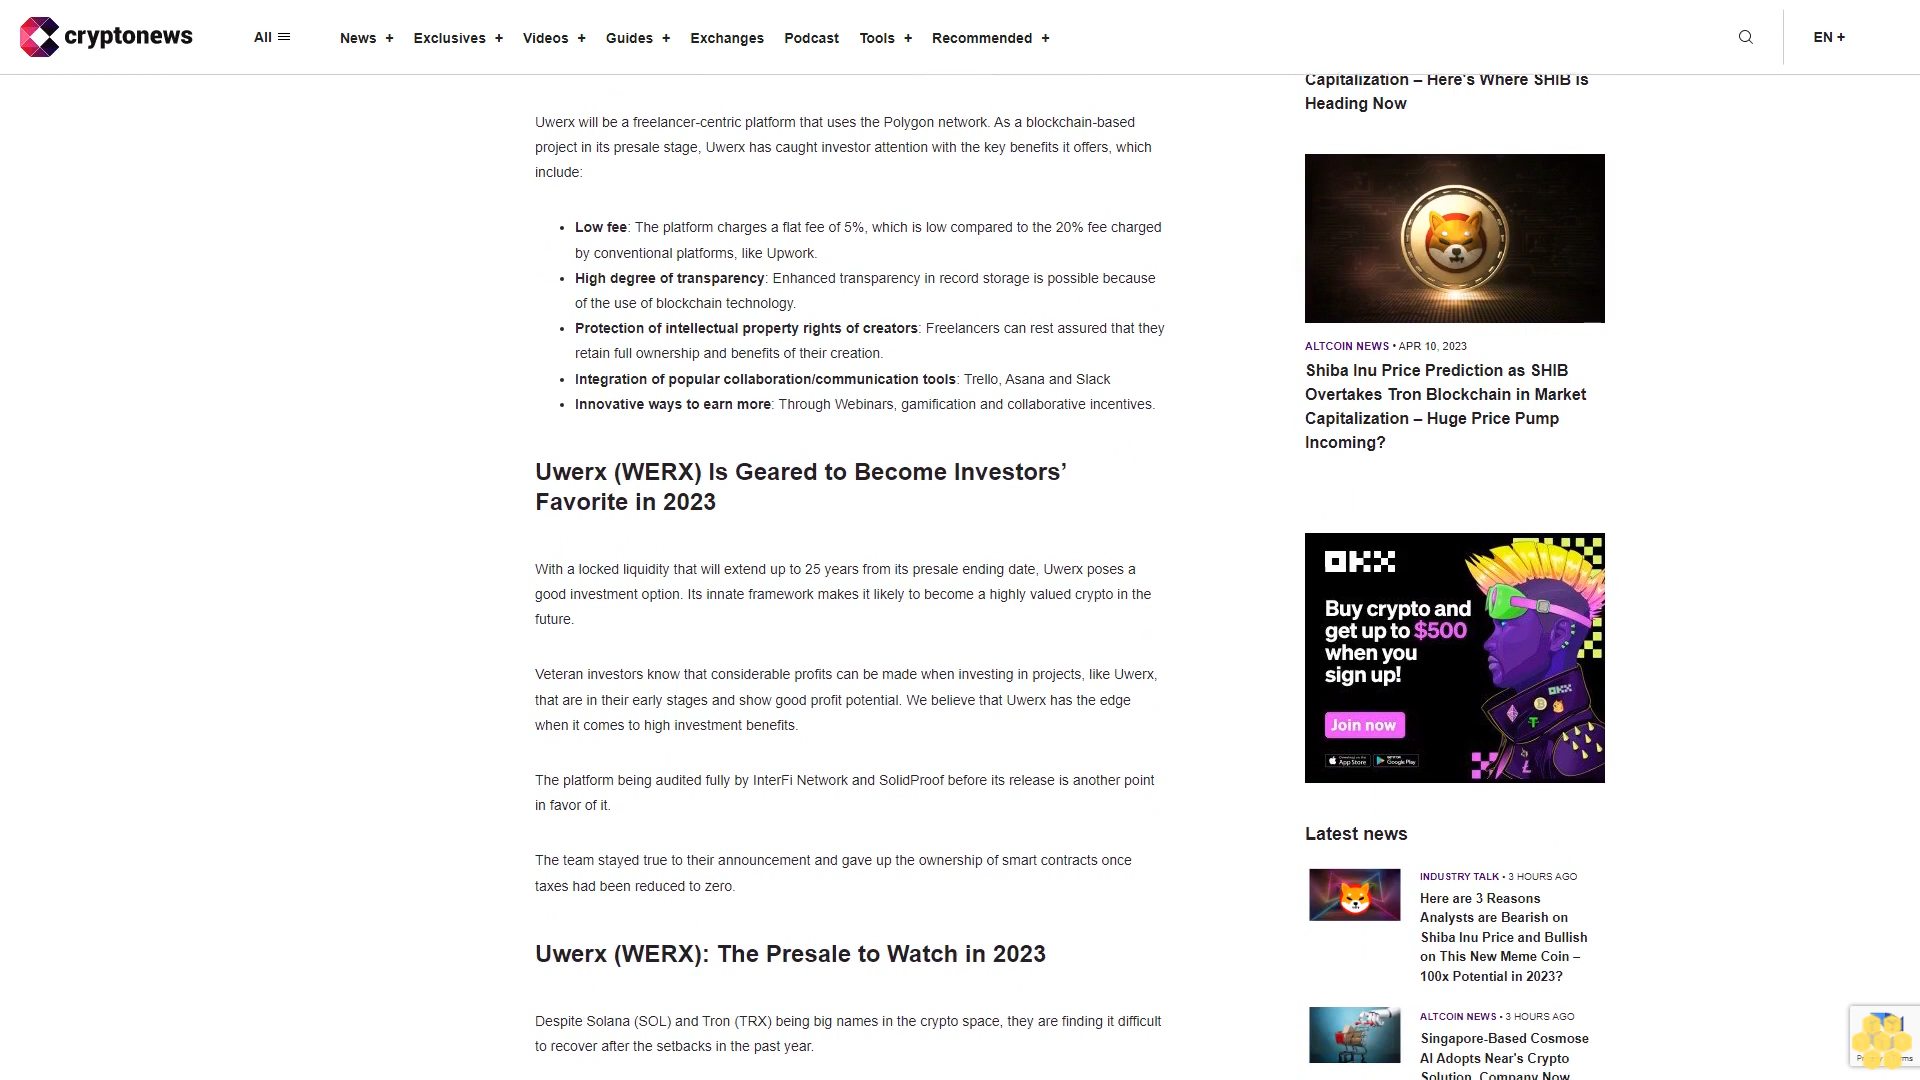 cryptonews
All
News +
Exclusives +
Videos +
Guides +
Exchanges
Podcast
Tools +
Recommended +
EN +
Uwerx will be a freelancer-centric platform that uses the Polygon network. As a blockchain-based
project in its presale stage, Uwerx has caught investor attention with the key benefits it offers, which
include:
• Low fee: The platform charges a flat fee of 5%, which is low compared to the 20% fee charged
by conventional platforms, like Upwork.
• High degree of transparency: Enhanced transparency in record storage is possible because
of the use of blockchain technology.
• Protection of intellectual property rights of creators: Freelancers can rest assured that they
retain full ownership and benefits of their creation.
• Integration of popular collaboration/communication tools: Trello, Asana and Slack
• Innovative ways to earn more: Through Webinars, gamification and collaborative incentives.
Uwerx (WERX) Is Geared to Become Investors’
Favorite in 2023
With a locked liquidity that will extend up to 25 years from its presale ending date, Uwerx poses a
good investment option. Its innate framework makes it likely to become a highly valued crypto in the
future.
Veteran investors know that considerable profits can be made when investing in projects, like Uwerx,
that are in their early stages and show good profit potential. We believe that Uwerx has the edge
when it comes to high investment benefits.
The platform being audited fully by InterFi Network and SolidProof before its release is another point
in favor of it.
The team stayed true to their announcement and gave up the ownership of smart contracts once
taxes had been reduced to zero.
Uwerx (WERX): The Presale to Watch in 2023
Despite Solana (SOL) and Tron (TRX) being big names in the crypto space, they are finding it difficult
to recover after the setbacks in the past year.
Capitalization – Here's Where SHIB is
Heading Now
ALTCOIN NEWS • APR 10, 2023
Shiba Inu Price Prediction as SHIB
Overtakes Tron Blockchain in Market
Capitalization – Huge Price Pump
Incoming?
OKX
Buy crypto and
get up to $500
when you
sign up!
Join now
App Store
Google Play
OKX
Latest news
INDUSTRY TALK • 3 HOURS AGO
Here are 3 Reasons
Analysts are Bearish on
Shiba Inu Price and Bullish
on This New Meme Coin –
100x Potential in 2023?
ALTCOIN NEWS • 3 HOURS AGO
Singapore-Based Cosmose
AI Adopts Near's Crypto
Solution, Company Now